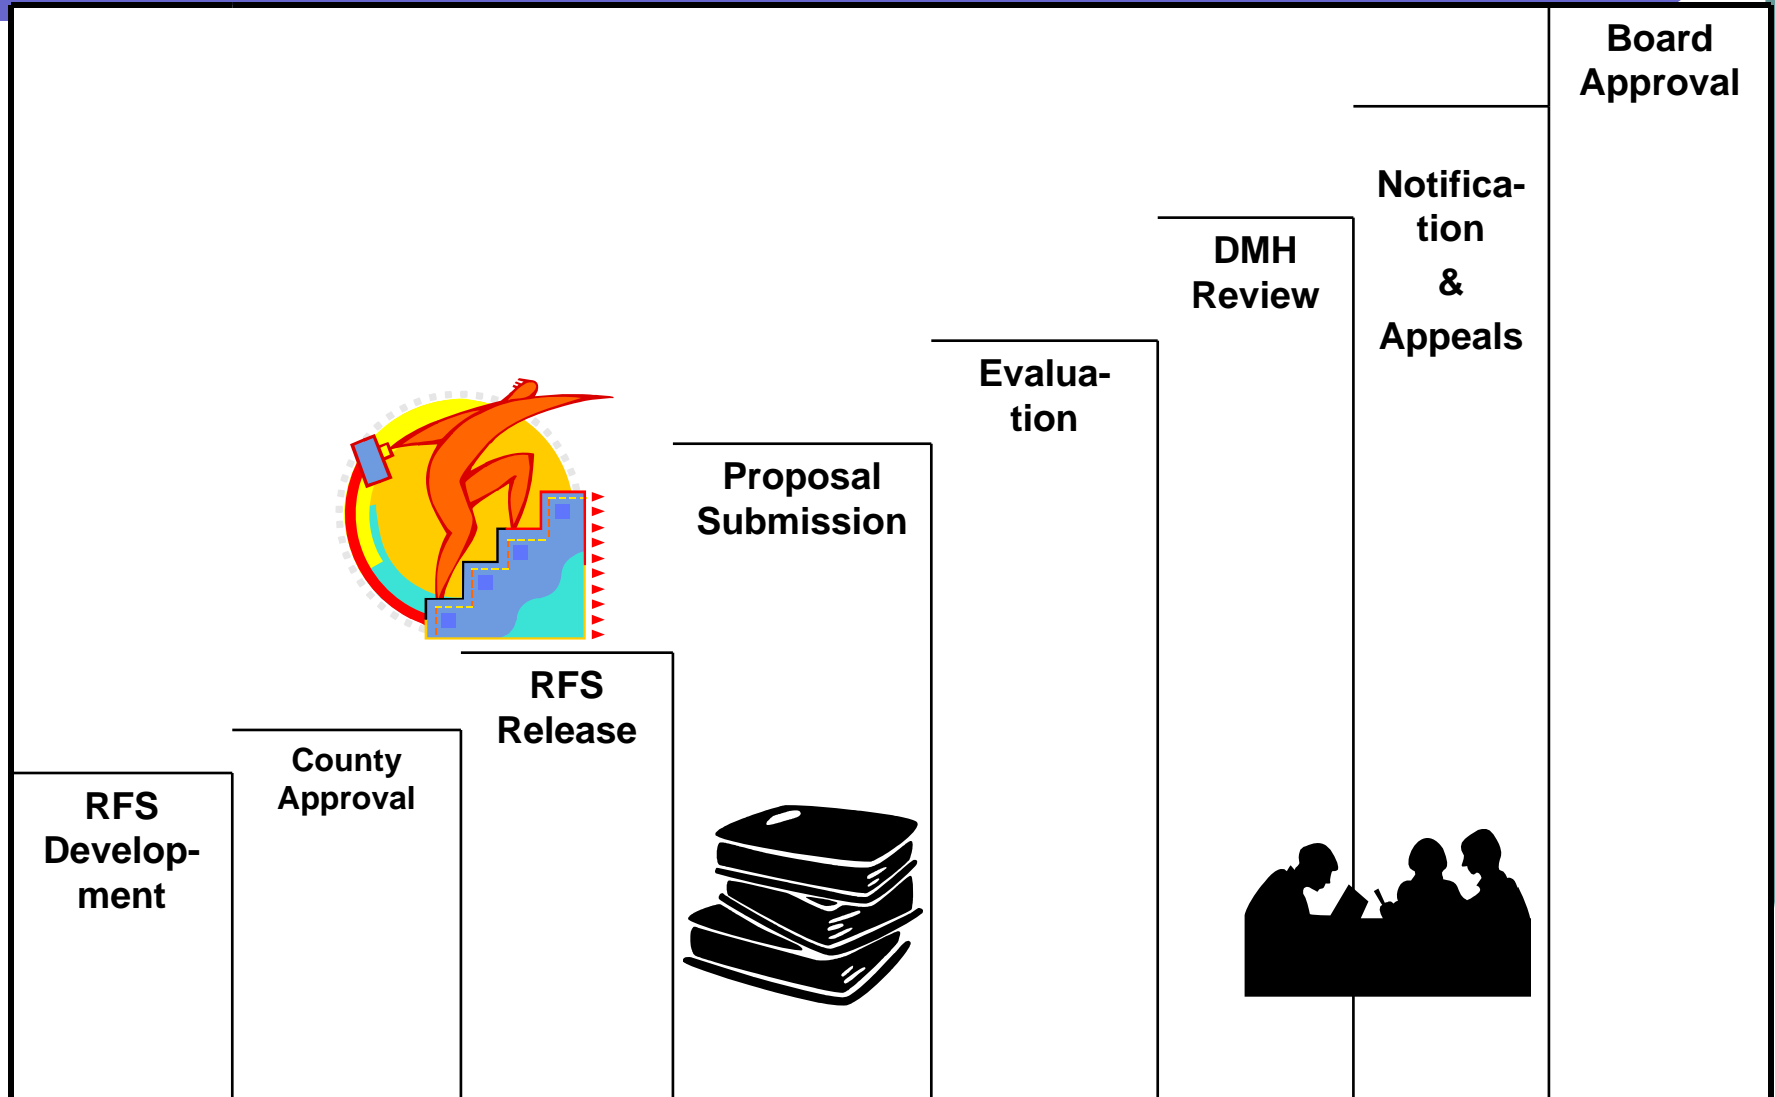 RFS
Develop-
ment
County
Approval
RFS
Release
Proposal
Submission
Evalua-
tion
DMH
Review
Notifica-
tion
&
Appeals
Board
Approval